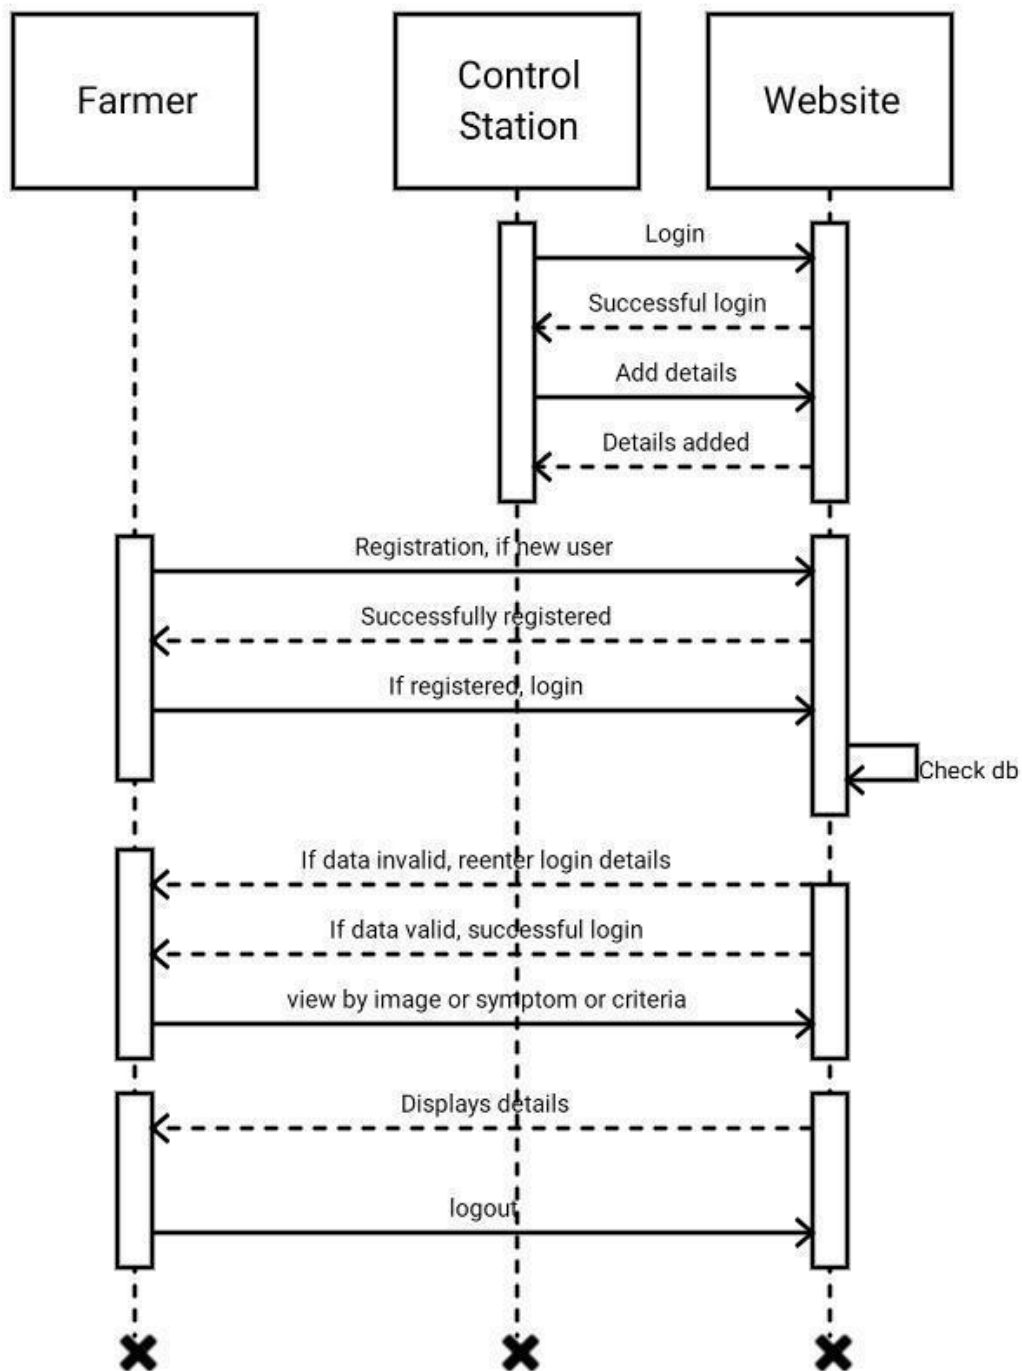 Farmer
Control
Station
Website
Login
Successful login
Add details
Details added
Registration, if new user
Successfully registered
If registered, login
Check db
If data invalid, reenter login details
If data valid, successful login
view by image or symptom or criteria
Displays details
logout